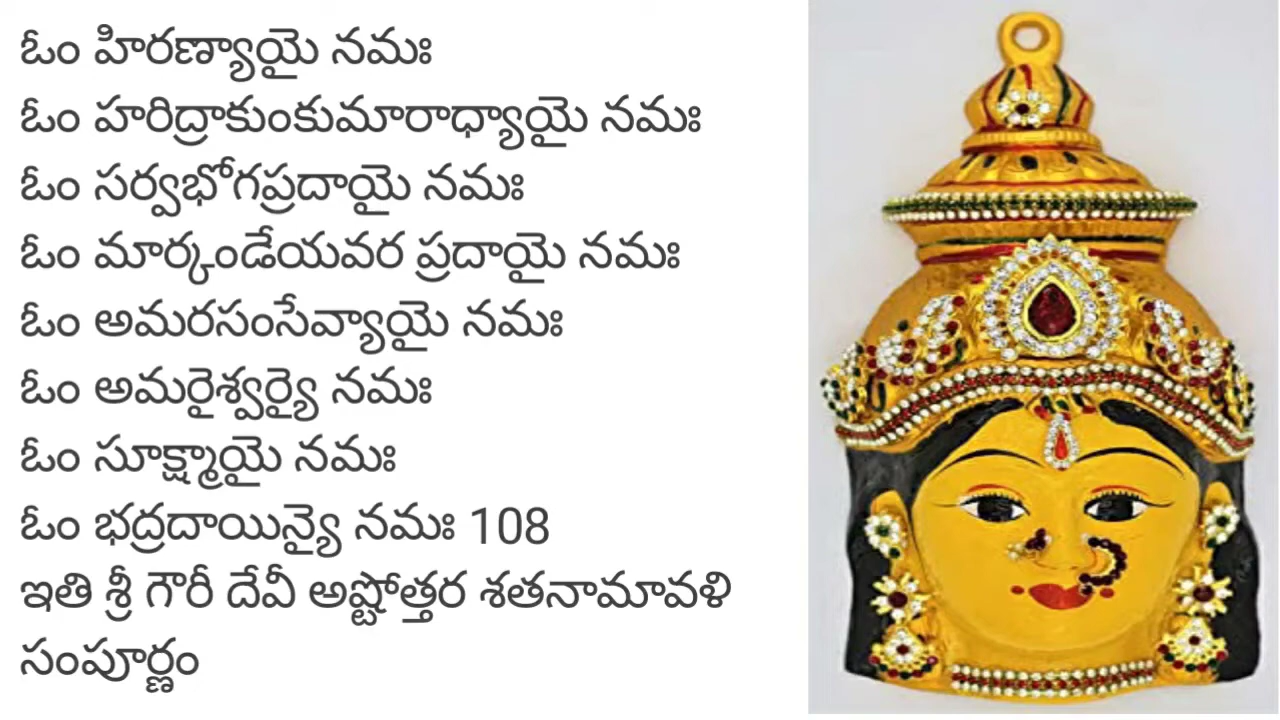 ఓం హిరణ్యాయై నమః
ఓం హరిద్రాకుంకుమారాధ్యాయై నమః
ఓం సర్వభోగప్రదాయై నమః
ఓం మార్కండేయవర ప్రదాయై నమః
ఓం అమరసంసేవ్యాయై నమః
ఓం అమరైశ్వర్యై నమః
ఓం సూక్ష్మాయై నమః
ఓం భద్రదాయిన్యై నమః 108
ఇతి శ్రీ గౌరీ దేవీ అష్టోత్తర శతనామావళి
సంపూర్ణం